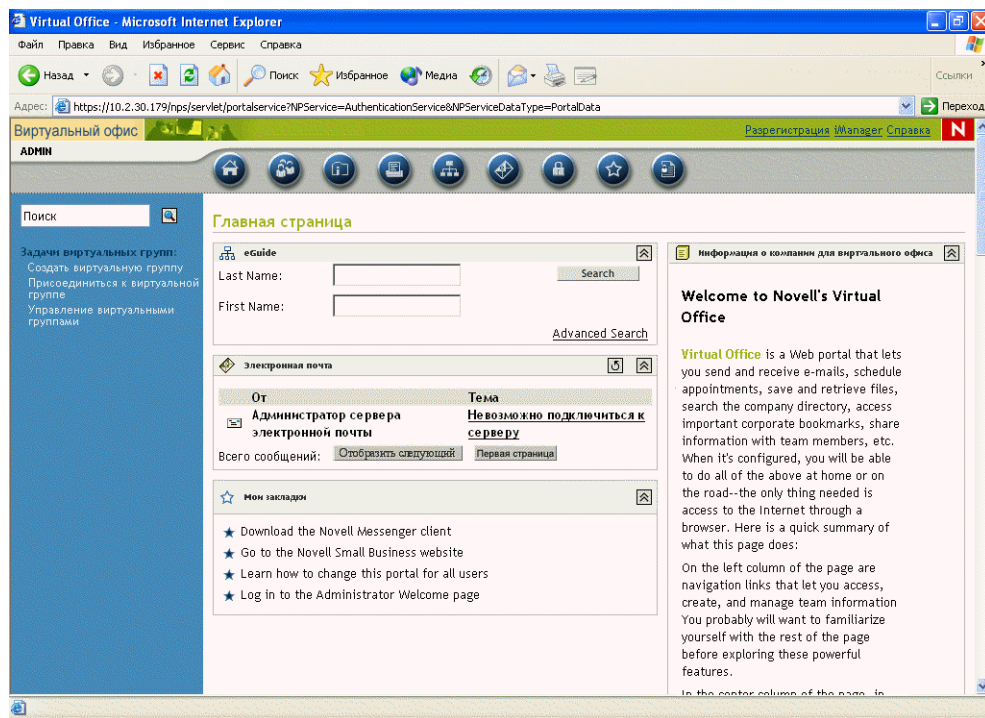 Virtual Office - Microsoft Internet Explorer
Файл Правка Вид Избранное Сервис Справка
Назад Поиск Избранное Медиа Ссылки
Адрес: https://10.2.30.179/nps/servlet/portalservice?NPService=AuthenticationService&NPServiceDataType=PortalData Переход
Виртуальный офис Разрегистрация iManager Справка N
ADMIN
Поиск
Задачи виртуальных групп:
Создать виртуальную группу
Присоединиться к виртуальной
группе
Управление виртуальными
группами
Главная страница
eGuide
Last Name: Search
First Name:
Advanced Search
Электронная почта
От Тема
Администратор сервера
электронной почты
Невозможно подключиться к
серверу
Всего сообщений: Отобразить следующий Первая страница
Мои закладки
Download the Novell Messenger client
Go to the Novell Small Business website
Learn how to change this portal for all users
Log in to the Administrator Welcome page
Информация о компании для виртуального офиса
Welcome to Novell's Virtual
Office
Virtual Office is a Web portal that lets
you send and receive e-mails, schedule
appointments, save and retrieve files,
search the company directory, access
important corporate bookmarks, share
information with team members, etc.
When it's configured, you will be able
to do all of the above at home or on
the road--the only thing needed is
access to the Internet through a
browser. Here is a quick summary of
what this page does:
On the left column of the page are
navigation links that let you access,
create, and manage team information
You probably will want to familiarize
yourself with the rest of the page
before exploring these powerful
features.
In the center column of the page, in